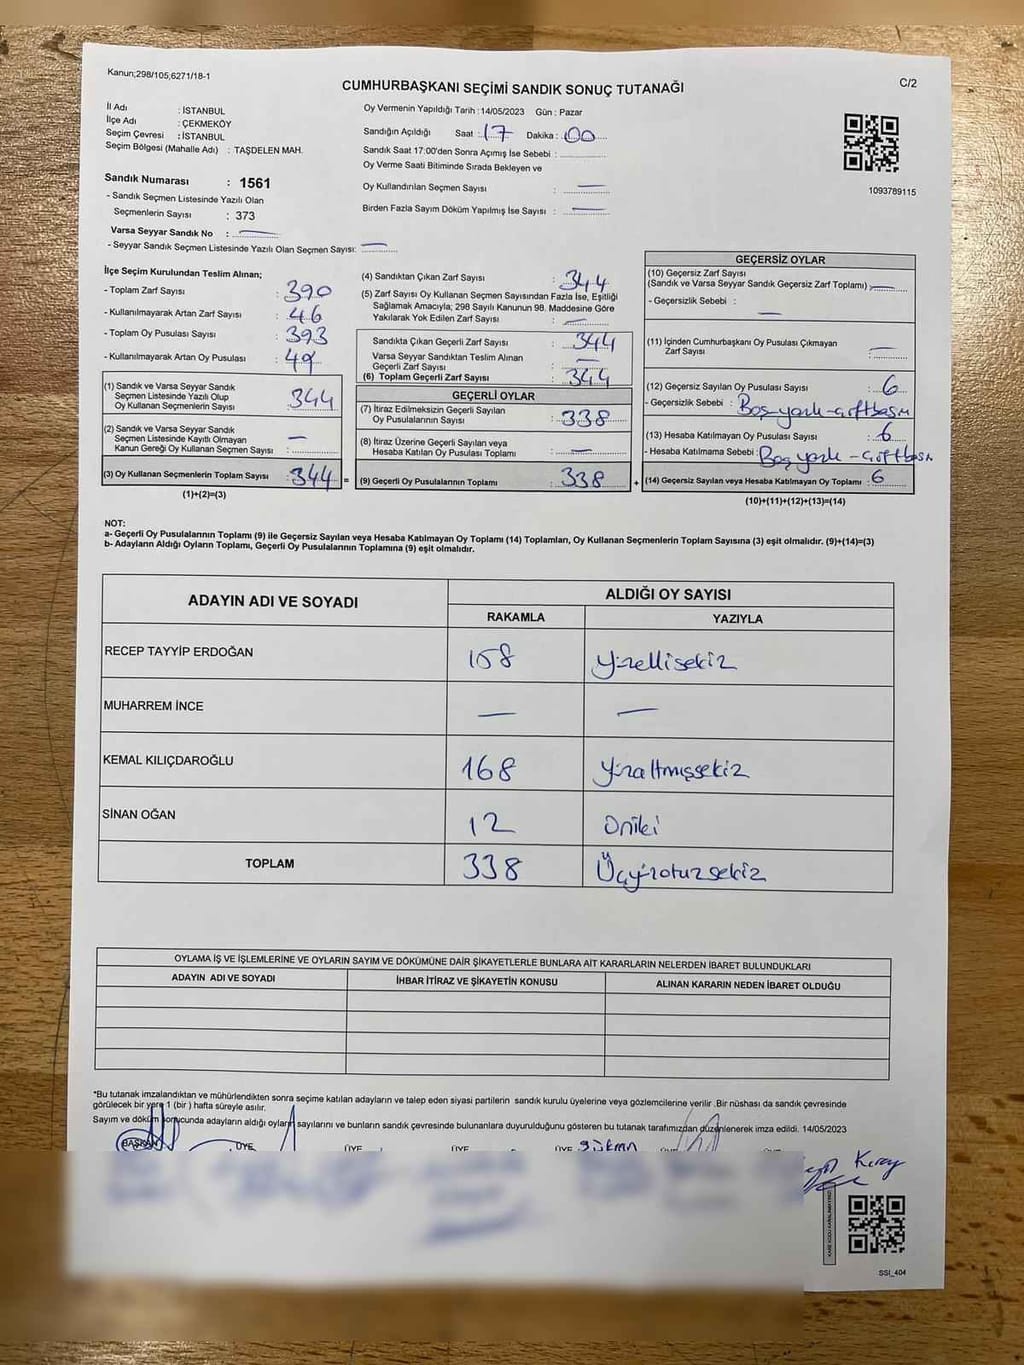 Kanun;298/105,6271/18-1
CUMHURBAŞKANI SEÇİMİ SANDIK SONUÇ TUTANAĞI
C/2
İl Adı : İSTANBUL
İlçe Adı : ÇEKMEKÖY
Seçim Çevresi : İSTANBUL
Seçim Bölgesi (Mahalle Adı) : TAŞDELEN MAH.
Sandık Numarası : 1561
- Sandık Seçmen Listesinde Yazılı Olan
Seçmenlerin Sayısı : 373
Varsa Seyyar Sandık No : —
- Seyyar Sandık Seçmen Listesinde Yazılı Olan Seçmen Sayısı: —
Oy Vermenin Yapıldığı Tarih : 14/05/2023 Gün : Pazar
Sandığın Açıldığı Saat : 17 Dakika : 00
Sandık Saat 17:00'den Sonra Açımış İse Sebebi :
Oy Verme Saati Bitiminde Sırada Bekleyen ve
Oy Kullandırılan Seçmen Sayısı : —
Birden Fazla Sayım Döküm Yapılmış İse Sayısı : —
1093789115
İlçe Seçim Kurulundan Teslim Alınan;
- Toplam Zarf Sayısı : 390
- Kullanılmayarak Artan Zarf Sayısı : 46
- Toplam Oy Pusulası Sayısı : 393
- Kullanılmayarak Artan Oy Pusulası : 49
(1) Sandık ve Varsa Seyyar Sandık
Seçmen Listesinde Yazılı Olup
Oy Kullanan Seçmenlerin Sayısı : 344
(2) Sandık ve Varsa Seyyar Sandık
Seçmen Listesinde Kayıtlı Olmayan
Kanun Gereği Oy Kullanan Seçmen Sayısı : —
(3) Oy Kullanan Seçmenlerin Toplam Sayısı : 344 =
(1)+(2)=(3)
(4) Sandıktan Çıkan Zarf Sayısı : 344
(5) Zarf Sayısı Oy Kullanan Seçmen Sayısından Fazla İse, Eşitliği
Sağlamak Amacıyla; 298 Sayılı Kanunun 98. Maddesine Göre
Yakılarak Yok Edilen Zarf Sayısı : —
Sandıkta Çıkan Geçerli Zarf Sayısı : 344
Varsa Seyyar Sandıktan Teslim Alınan
Geçerli Zarf Sayısı : —
(6) Toplam Geçerli Zarf Sayısı : 344
GEÇERLİ OYLAR
(7) İtiraz Edilmeksizin Geçerli Sayılan
Oy Pusulalarının Sayısı : 338
(8) İtiraz Üzerine Geçerli Sayılan veya
Hesaba Katılan Oy Pusulası Toplamı : —
(9) Geçerli Oy Pusulalarının Toplamı : 338 +
GEÇERSİZ OYLAR
(10) Geçersiz Zarf Sayısı
(Sandık ve Varsa Seyyar Sandık Geçersiz Zarf Toplamı) : —
- Geçersizlik Sebebi : —
(11) İçinden Cumhurbaşkanı Oy Pusulası Çıkmayan
Zarf Sayısı : —
(12) Geçersiz Sayılan Oy Pusulası Sayısı : 6
- Geçersizlik Sebebi : Boş
(13) Hesaba Katılmayan Oy Pusulası Sayısı : 6
- Hesaba Katılmama Sebebi : Boş
(14) Geçersiz Sayılan veya Hesaba Katılmayan Oy Toplamı : 6
(10)+(11)+(12)+(13)=(14)
NOT:
a- Geçerli Oy Pusulalarının Toplamı (9) ile Geçersiz Sayılan veya Hesaba Katılmayan Oy Toplamı (14) Toplamları, Oy Kullanan Seçmenlerin Toplam Sayısına (3) eşit olmalıdır. (9)+(14)=(3)
b- Adayların Aldığı Oyların Toplamı, Geçerli Oy Pusulalarının Toplamına (9) eşit olmalıdır.
ADAYIN ADI VE SOYADI
ALDIĞI OY SAYISI
RAKAMLA YAZIYLA
RECEP TAYYİP ERDOĞAN 158 Yüzellisekiz
MUHARREM İNCE — —
KEMAL KILIÇDAROĞLU 168 Yüzaltmışsekiz
SİNAN OĞAN 12 Oniki
TOPLAM 338 Üçyüzotuzsekiz
OYLAMA İŞ VE İŞLEMLERİNE VE OYLARIN SAYIM VE DÖKÜMÜNE DAİR ŞİKAYETLERLE BUNLARA AİT KARARLARIN NELERDEN İBARET BULUNDUKLARI
ADAYIN ADI VE SOYADI İHBAR İTİRAZ VE ŞİKAYETİN KONUSU ALINAN KARARIN NEDEN İBARET OLDUĞU
*Bu tutanak imzalandıktan ve mühürlendikten sonra seçime katılan adayların ve talep eden siyasi partilerin sandık kurulu üyelerine veya gözlemcilerine verilir .Bir nüshası da sandık çevresinde
görülecek bir yere 1 (bir ) hafta süreyle asılır.
Sayım ve döküm sonucunda adayların aldığı oyların sayılarını ve bunların sandık çevresinde bulunanlara duyurulduğunu gösteren bu tutanak tarafımızdan düzenlenerek imza edildi. 14/05/2023
BAŞKAN ÜYE ÜYE ÜYE ÜYE
SSİ_404